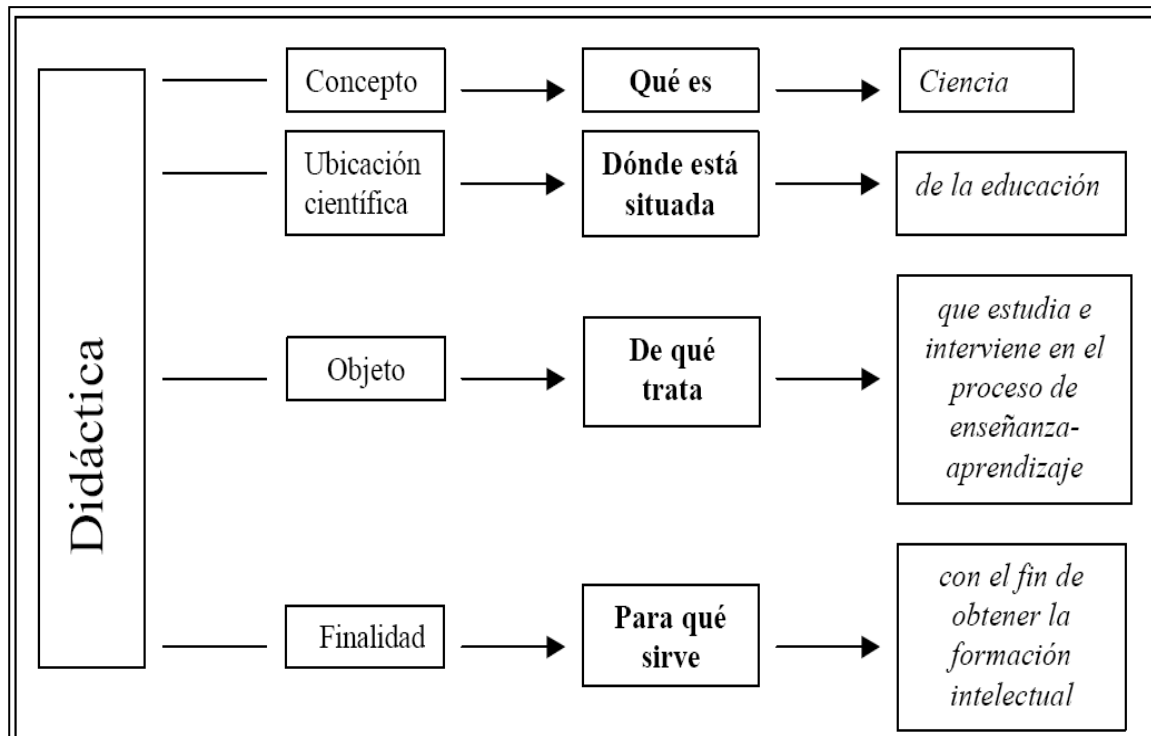 Didáctica
Concepto
Qué es
Ciencia
Ubicación
científica
Dónde está
situada
de la educación
Objeto
De qué
trata
que estudia e
interviene en el
proceso de
enseñanza-
aprendizaje
Finalidad
Para qué
sirve
con el fin de
obtener la
formación
intelectual